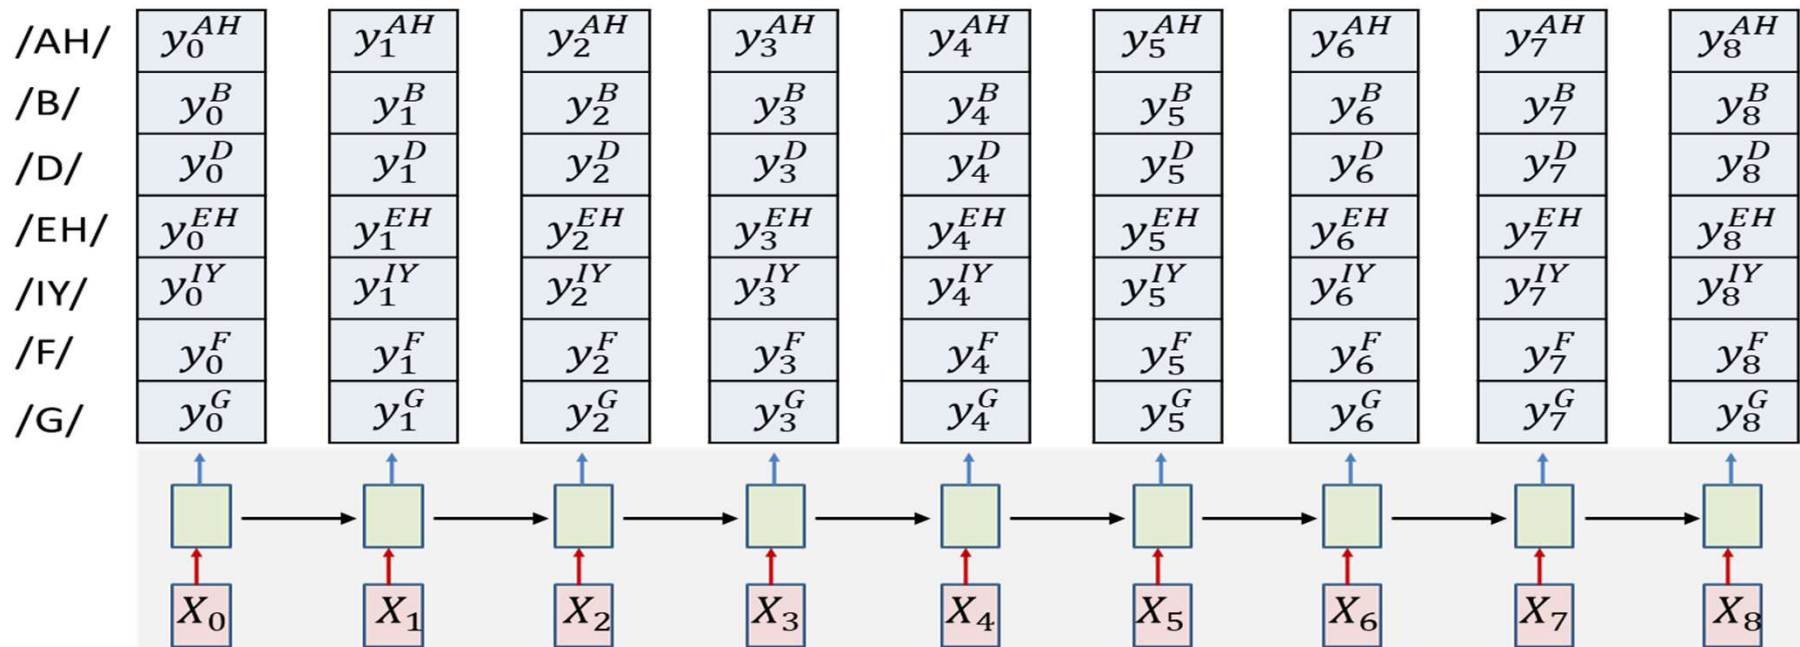 /AH/ y_0^{AH} y_1^{AH} y_2^{AH} y_3^{AH} y_4^{AH} y_5^{AH} y_6^{AH} y_7^{AH} y_8^{AH}
/B/ y_0^B y_1^B y_2^B y_3^B y_4^B y_5^B y_6^B y_7^B y_8^B
/D/ y_0^D y_1^D y_2^D y_3^D y_4^D y_5^D y_6^D y_7^D y_8^D
/EH/ y_0^{EH} y_1^{EH} y_2^{EH} y_3^{EH} y_4^{EH} y_5^{EH} y_6^{EH} y_7^{EH} y_8^{EH}
/IY/ y_0^{IY} y_1^{IY} y_2^{IY} y_3^{IY} y_4^{IY} y_5^{IY} y_6^{IY} y_7^{IY} y_8^{IY}
/F/ y_0^F y_1^F y_2^F y_3^F y_4^F y_5^F y_6^F y_7^F y_8^F
/G/ y_0^G y_1^G y_2^G y_3^G y_4^G y_5^G y_6^G y_7^G y_8^G
X_0 X_1 X_2 X_3 X_4 X_5 X_6 X_7 X_8